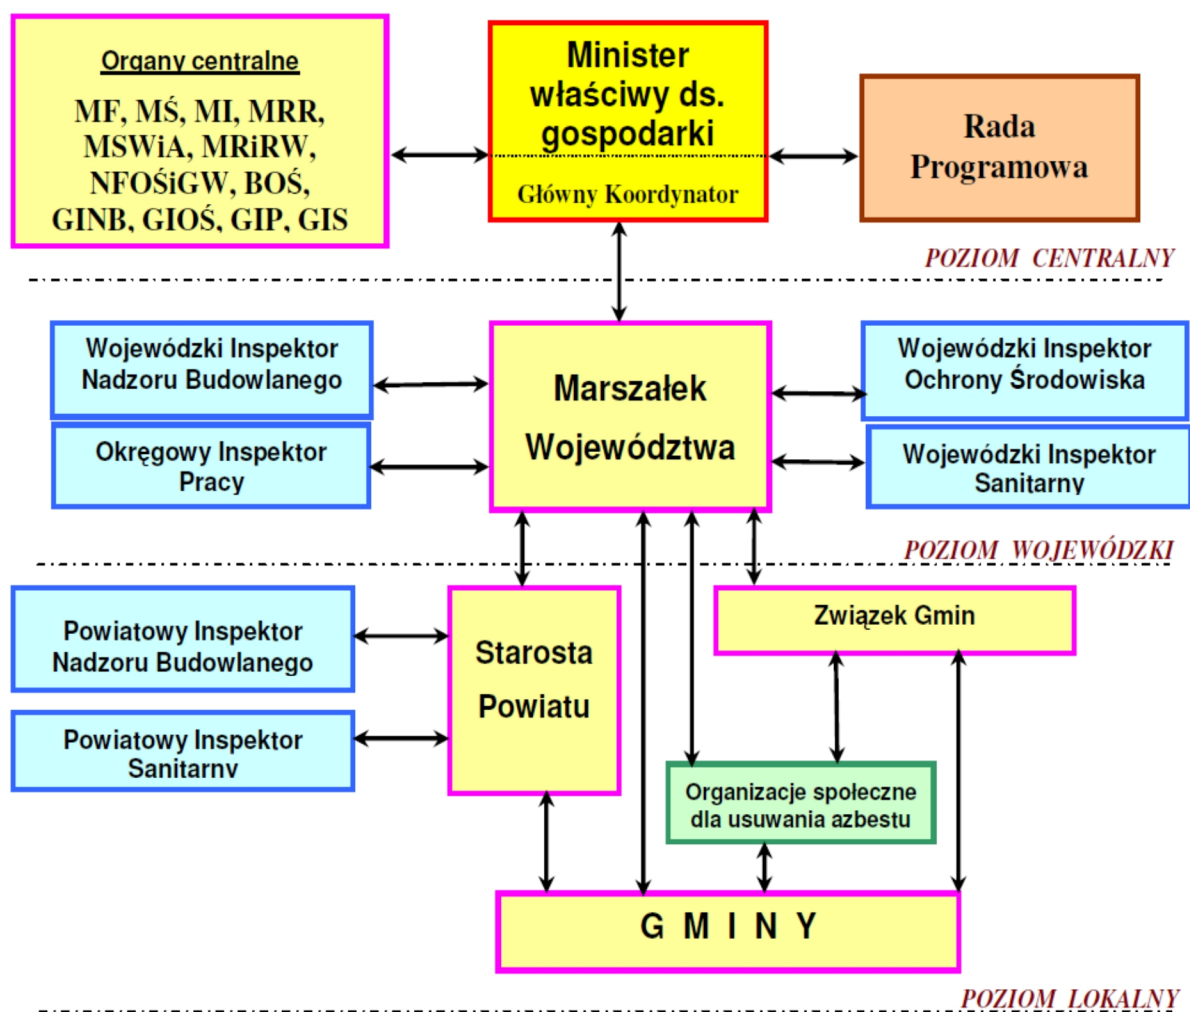 Organy centralne
MF, MŚ, MI, MRR,
MSWiA, MRiRW,
NFOŚiGW, BOŚ,
GINB, GIOŚ, GIP, GIS
Minister
właściwy ds.
gospodarki
Główny Koordynator
Rada
Programowa
POZIOM CENTRALNY
Wojewódzki Inspektor
Nadzoru Budowlanego
Okręgowy Inspektor
Pracy
Marszałek
Województwa
Wojewódzki Inspektor
Ochrony Środowiska
Wojewódzki Inspektor
Sanitarny
POZIOM WOJEWÓDZKI
Powiatowy Inspektor
Nadzoru Budowlanego
Powiatowy Inspektor
Sanitarny
Starosta
Powiatu
Związek Gmin
Organizacje społeczne
dla usuwania azbestu
G M I N Y
POZIOM LOKALNY